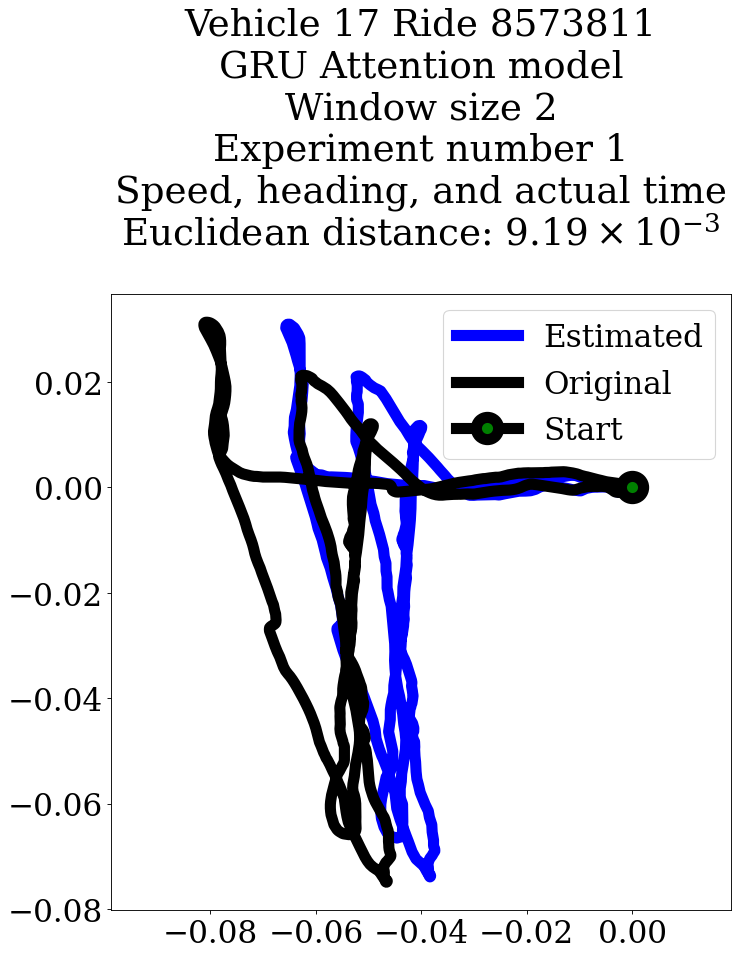 Vehicle 17 Ride 8573811
GRU Attention model
Window size 2
Experiment number 1
Speed, heading, and actual time
Euclidean distance: 9.19 × 10⁻³
Estimated
Original
Start
0.02
0.00
−0.02
−0.04
−0.06
−0.08
−0.08 −0.06 −0.04 −0.02 0.00